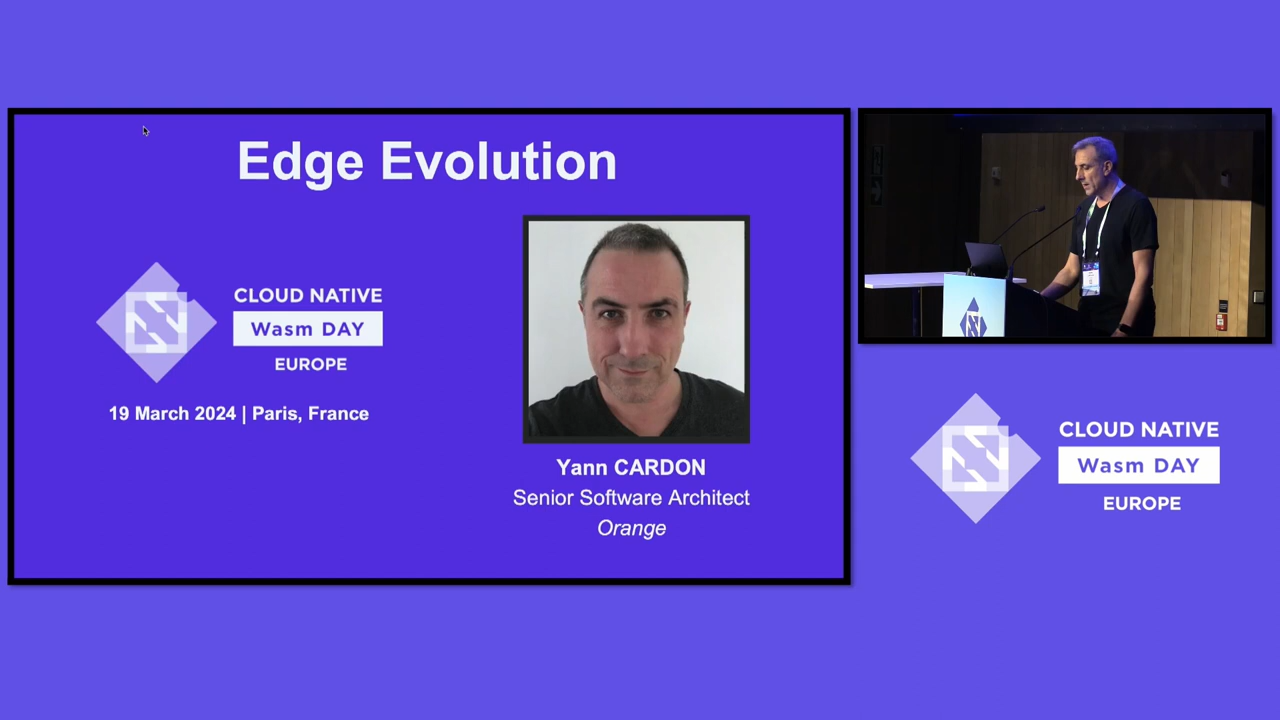 Edge Evolution
CLOUD NATIVE
Wasm DAY
EUROPE
19 March 2024 | Paris, France
Yann CARDON
Senior Software Architect
Orange
CLOUD NATIVE
Wasm DAY
EUROPE